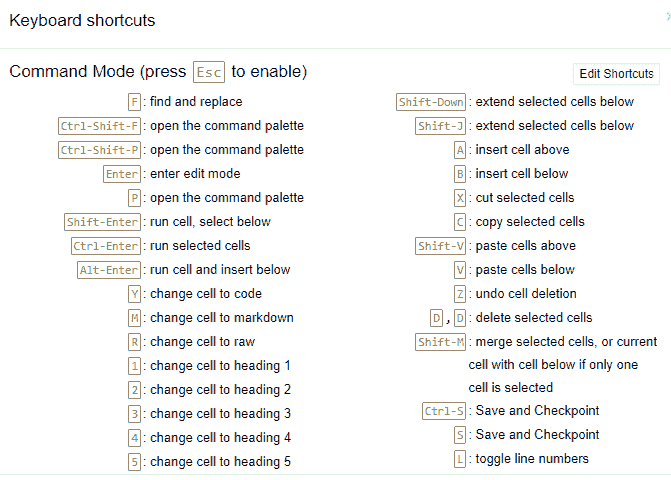 Keyboard shortcuts
Command Mode (press Esc to enable)
Edit Shortcuts
F : find and replace
Ctrl-Shift-F : open the command palette
Ctrl-Shift-P : open the command palette
Enter : enter edit mode
P : open the command palette
Shift-Enter : run cell, select below
Ctrl-Enter : run selected cells
Alt-Enter : run cell and insert below
Y : change cell to code
M : change cell to markdown
R : change cell to raw
1 : change cell to heading 1
2 : change cell to heading 2
3 : change cell to heading 3
4 : change cell to heading 4
5 : change cell to heading 5
Shift-Down : extend selected cells below
Shift-J : extend selected cells below
A : insert cell above
B : insert cell below
X : cut selected cells
C : copy selected cells
Shift-V : paste cells above
V : paste cells below
Z : undo cell deletion
D , D : delete selected cells
Shift-M : merge selected cells, or current
cell with cell below if only one
cell is selected
Ctrl-S : Save and Checkpoint
S : Save and Checkpoint
L : toggle line numbers